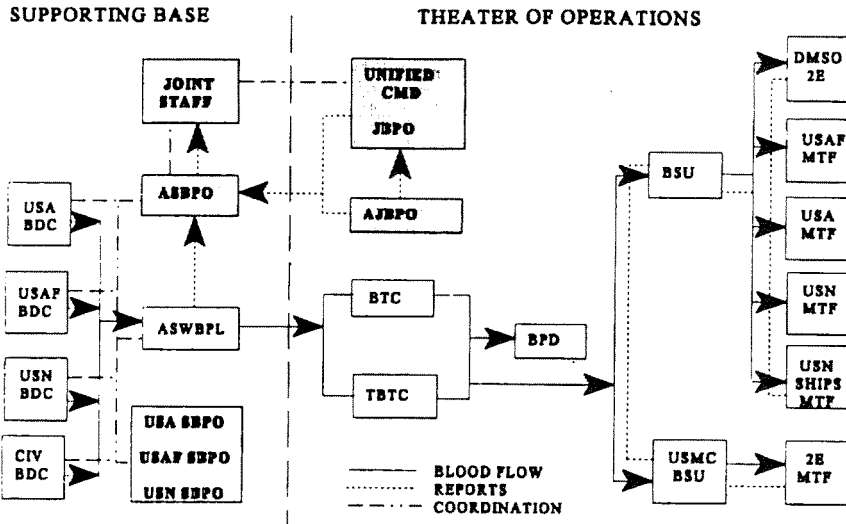 SUPPORTING BASE
THEATER OF OPERATIONS
JOINT
STAFF
UNIFIED
CMD
JBPO
DMSO
2E
USAF
MTF
ASBPO
AJBPO
BSU
USA
BDC
USA
MTF
USAF
BDC
ASWBPL
BTC
BPD
USN
MTF
USN
BDC
TBTC
USN
SHIPS
MTF
USA SBPO
USAF SBPO
USN SBPO
CIV
BDC
USMC
BSU
2E
MTF
BLOOD FLOW
REPORTS
COORDINATION